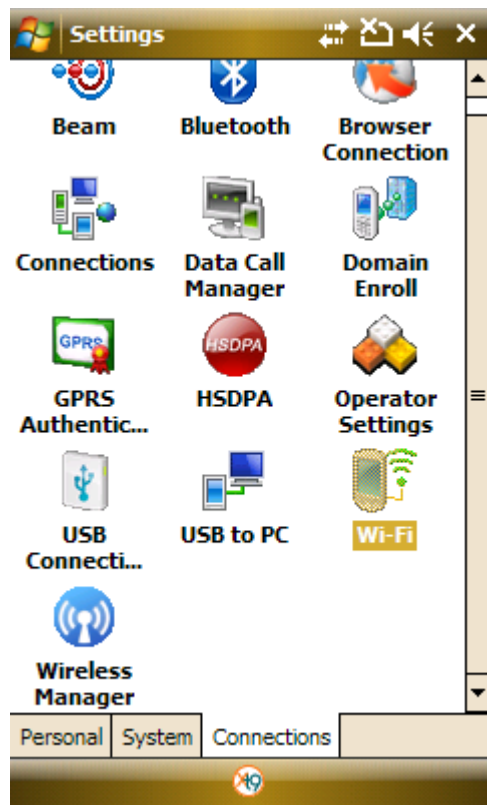 Settings
Beam Bluetooth Browser
Connection
Connections Data Call Domain
Manager Enroll
GPRS
HSDPA
GPRS HSDPA Operator
Authentic... Settings
USB USB to PC Wi-Fi
Connecti...
Wireless
Manager
Personal System Connections